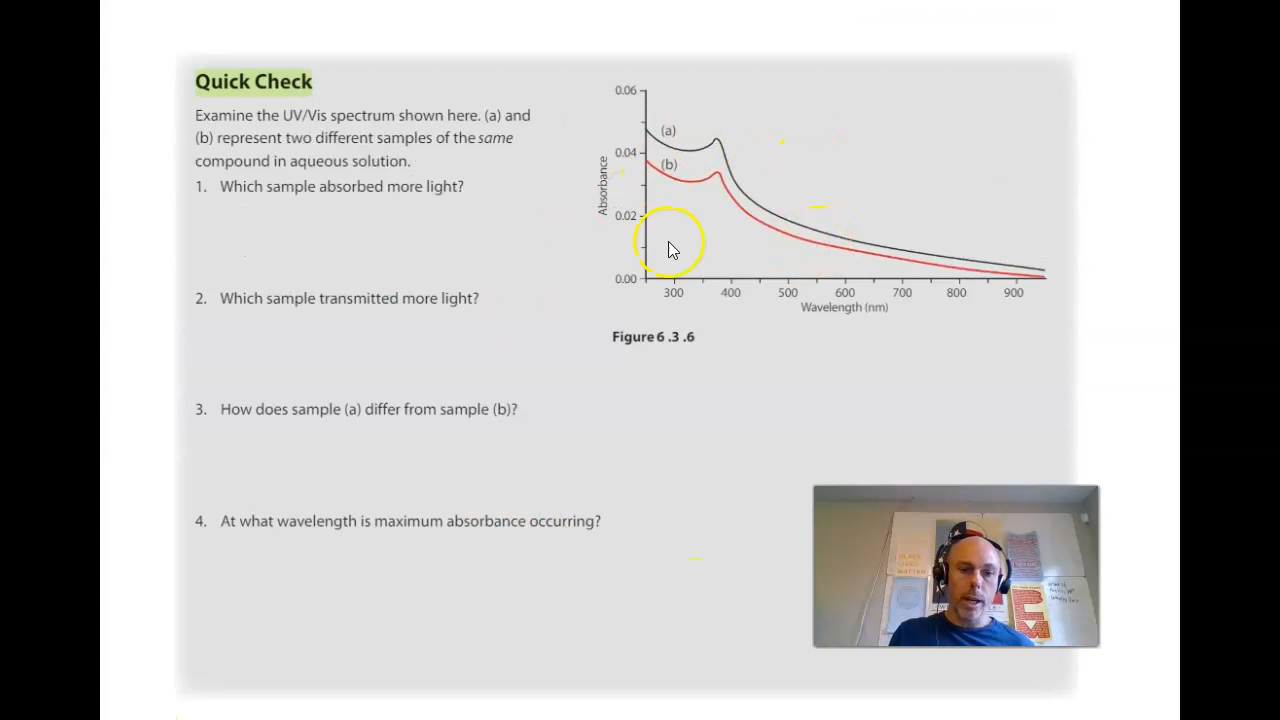 Quick Check
Examine the UV/Vis spectrum shown here. (a) and
(b) represent two different samples of the same
compound in aqueous solution.
1. Which sample absorbed more light?
2. Which sample transmitted more light?
3. How does sample (a) differ from sample (b)?
4. At what wavelength is maximum absorbance occurring?
0.06
0.04
0.02
0.00
Absorbance
(a)
(b)
300 400 500 600 700 800 900
Wavelength (nm)
Figure 6 .3 .6
BLACK
LIVES
MATTER